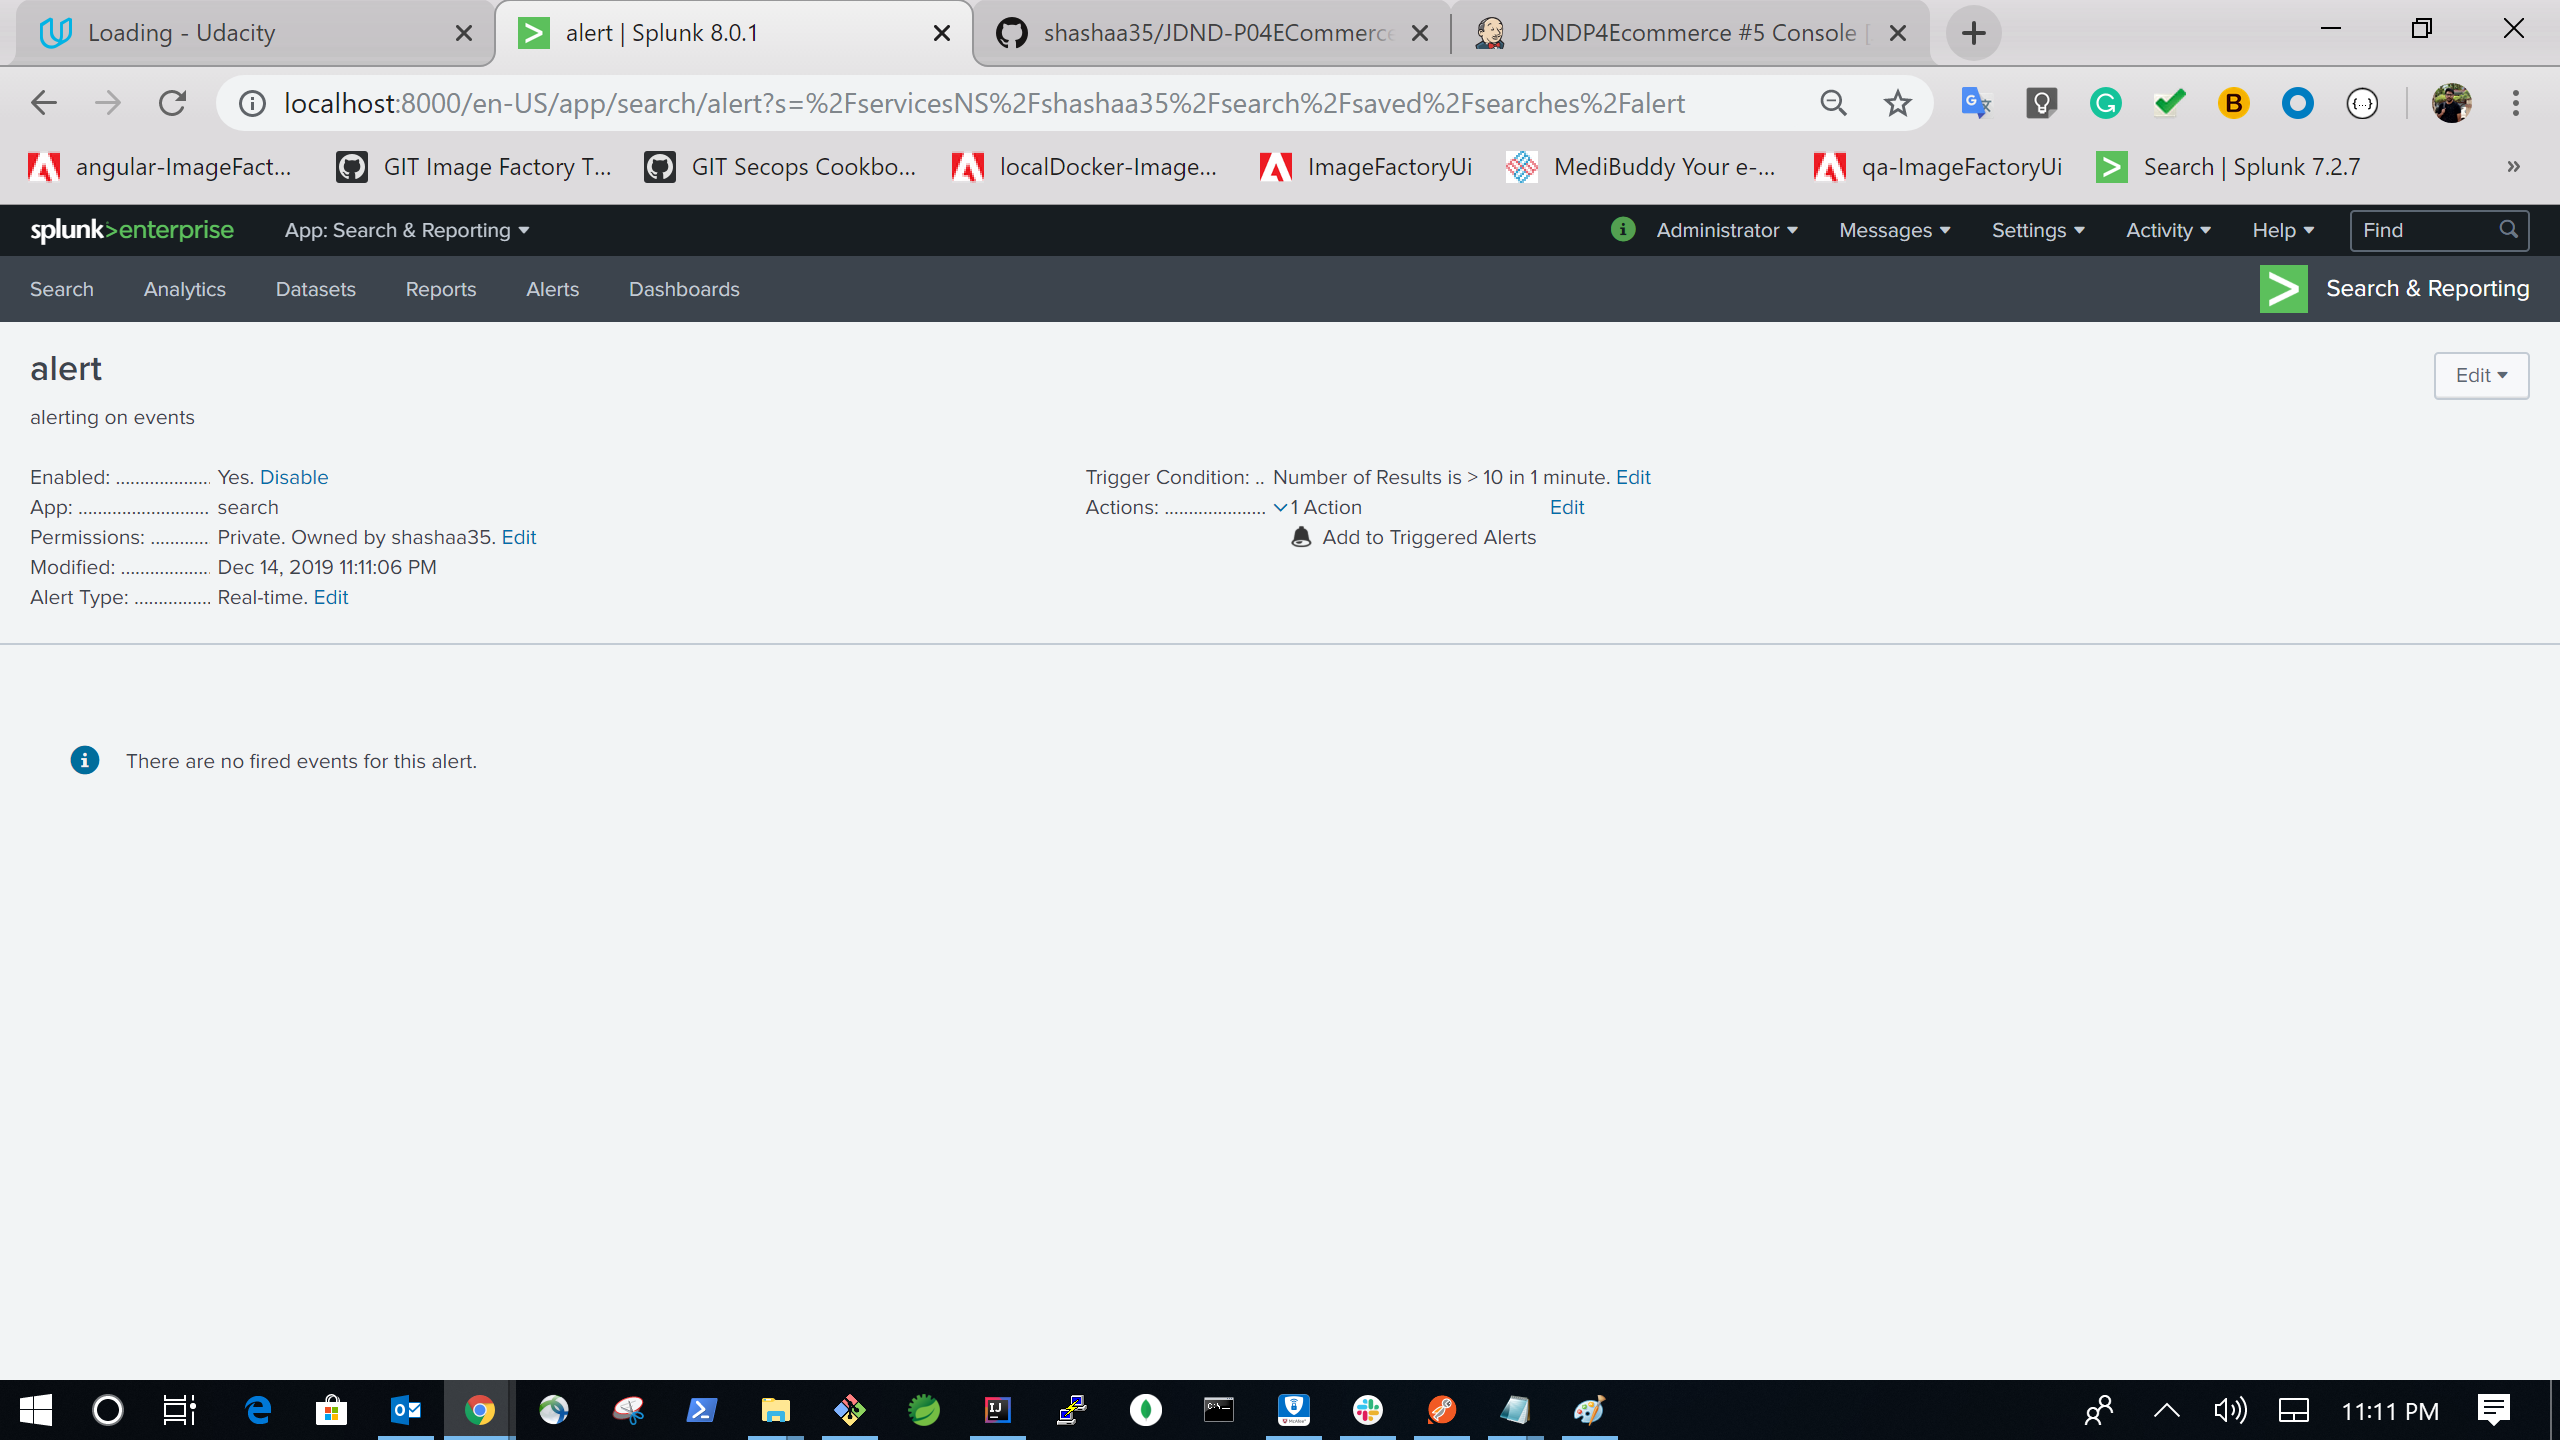 Loading - Udacity
alert | Splunk 8.0.1
shashaa35/JDND-P04ECommerce
JDNDP4Ecommerce #5 Console [
localhost:8000/en-US/app/search/alert?s=%2FservicesNS%2Fshashaa35%2Fsearch%2Fsaved%2Fsearches%2Falert
angular-ImageFact...
GIT Image Factory T...
GIT Secops Cookbo...
localDocker-Image...
ImageFactoryUi
MediBuddy Your e-...
qa-ImageFactoryUi
Search | Splunk 7.2.7
»
splunk>enterprise
App: Search & Reporting
Administrator
Messages
Settings
Activity
Help
Find
Search
Analytics
Datasets
Reports
Alerts
Dashboards
Search & Reporting
alert
Edit
alerting on events
Enabled: ................... Yes. Disable
App: ........................... search
Permissions: ............ Private. Owned by shashaa35. Edit
Modified: ................... Dec 14, 2019 11:11:06 PM
Alert Type: ................ Real-time. Edit
Trigger Condition: .. Number of Results is > 10 in 1 minute. Edit
Actions: ..................... 1 Action Edit
Add to Triggered Alerts
There are no fired events for this alert.
11:11 PM